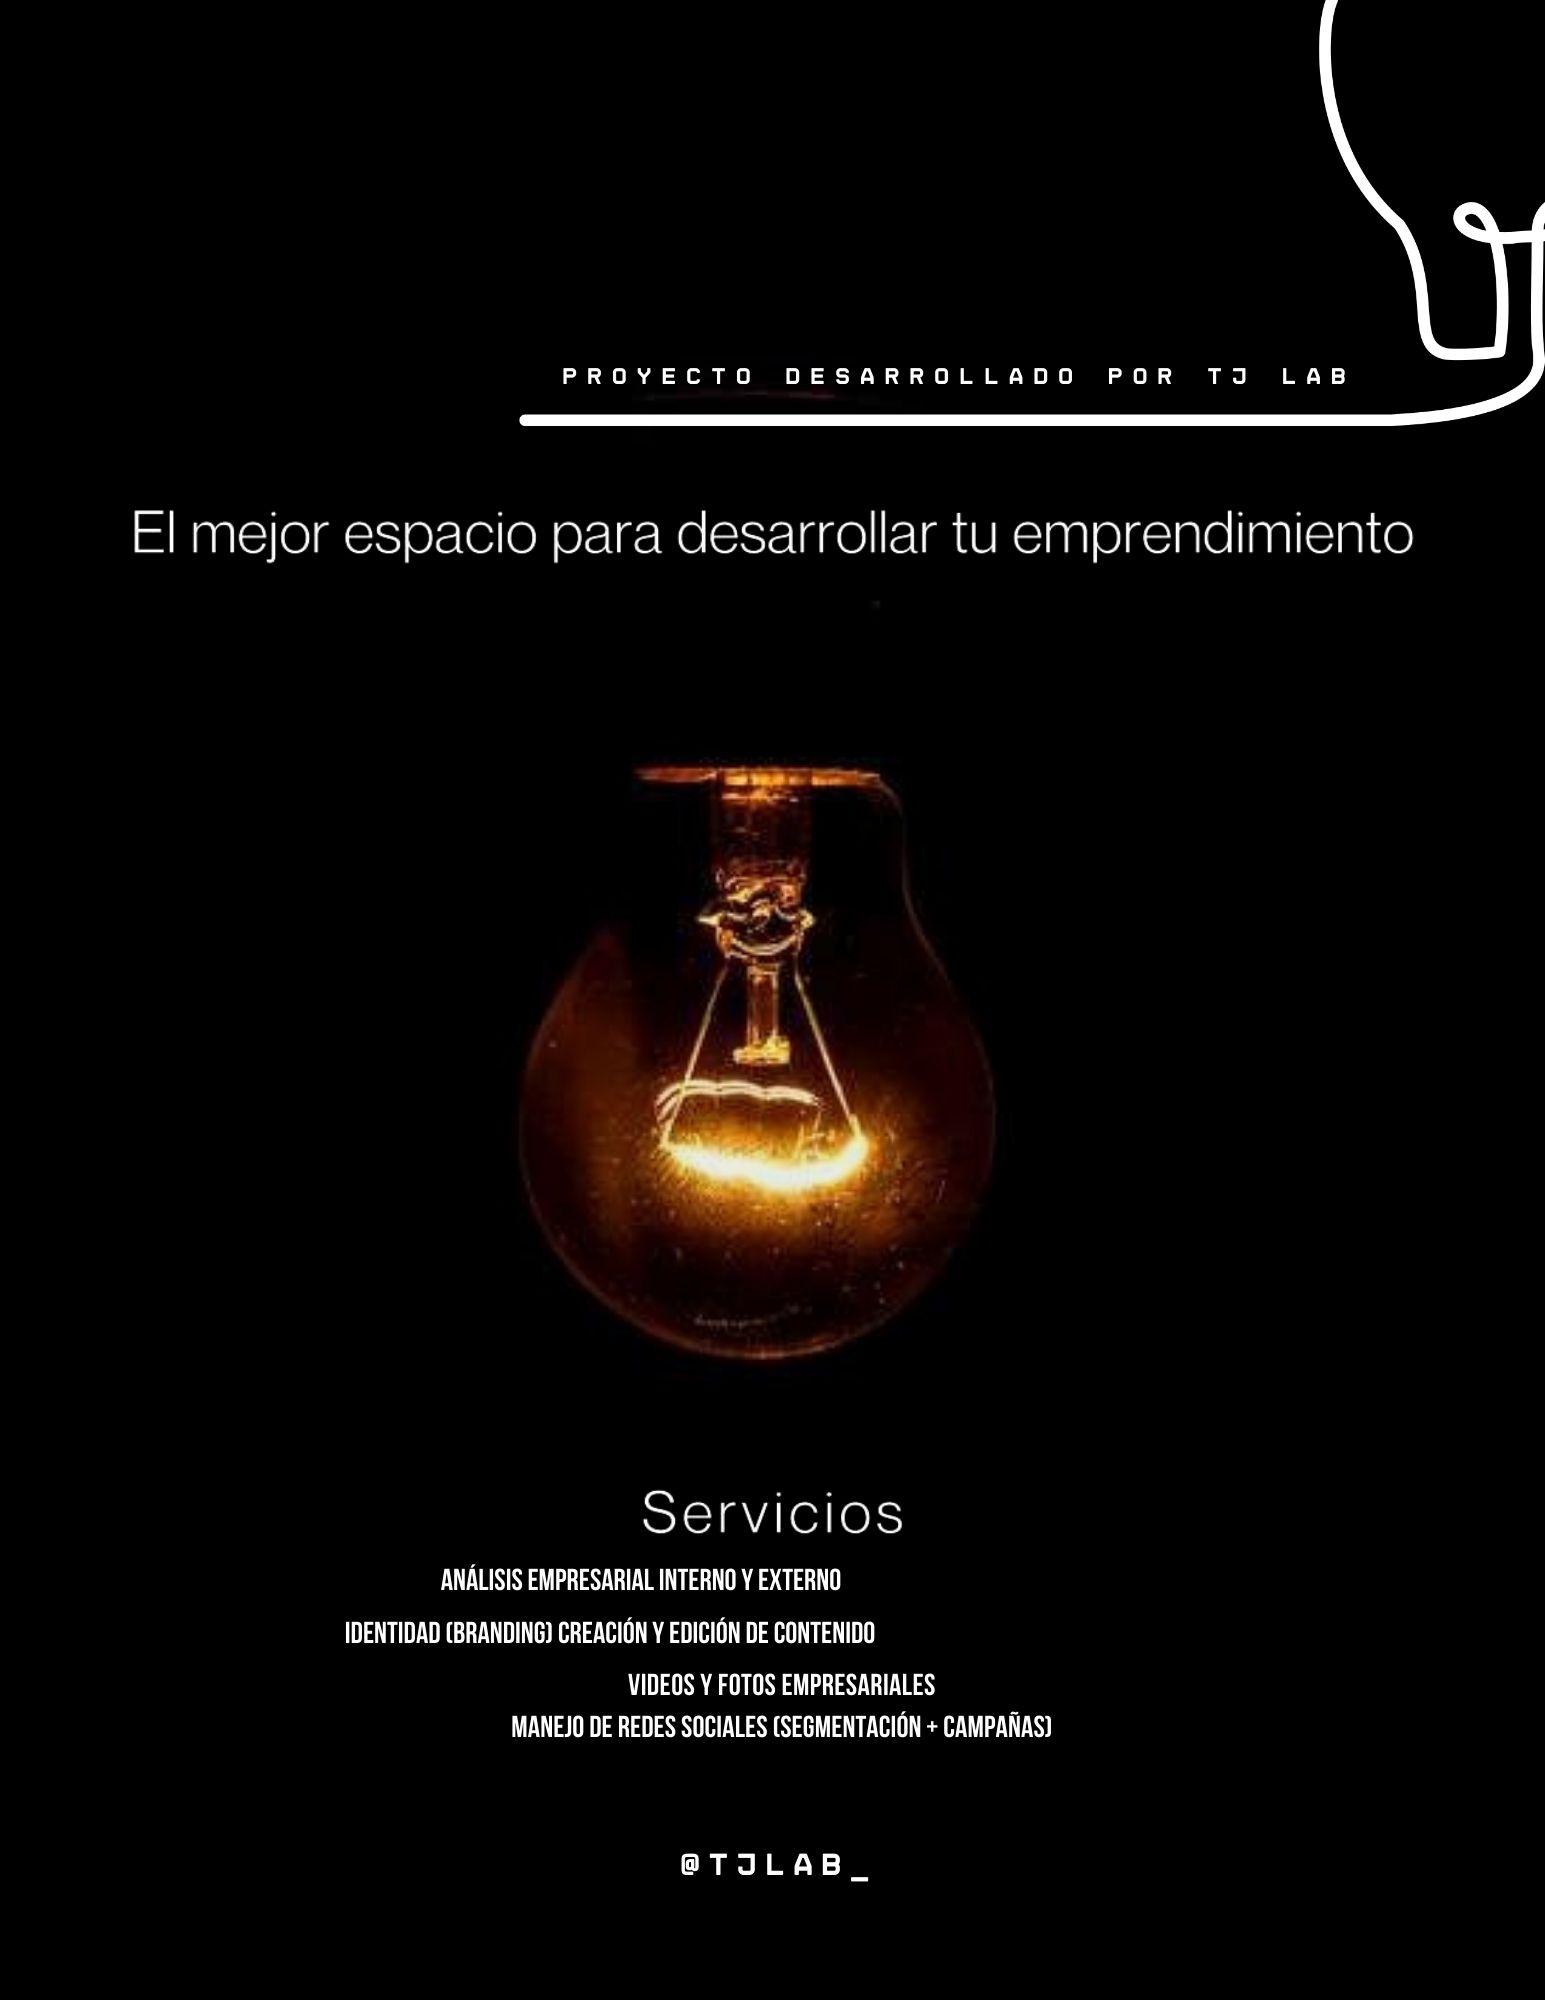 PROYECTO DESARROLLADO POR TJ LAB
El mejor espacio para desarrollar tu emprendimiento
Servicios
ANÁLISIS EMPRESARIAL INTERNO Y EXTERNO
IDENTIDAD (BRANDING) CREACIÓN Y EDICIÓN DE CONTENIDO
VIDEOS Y FOTOS EMPRESARIALES
MANEJO DE REDES SOCIALES (SEGMENTACIÓN + CAMPAÑAS)
@TJLAB_